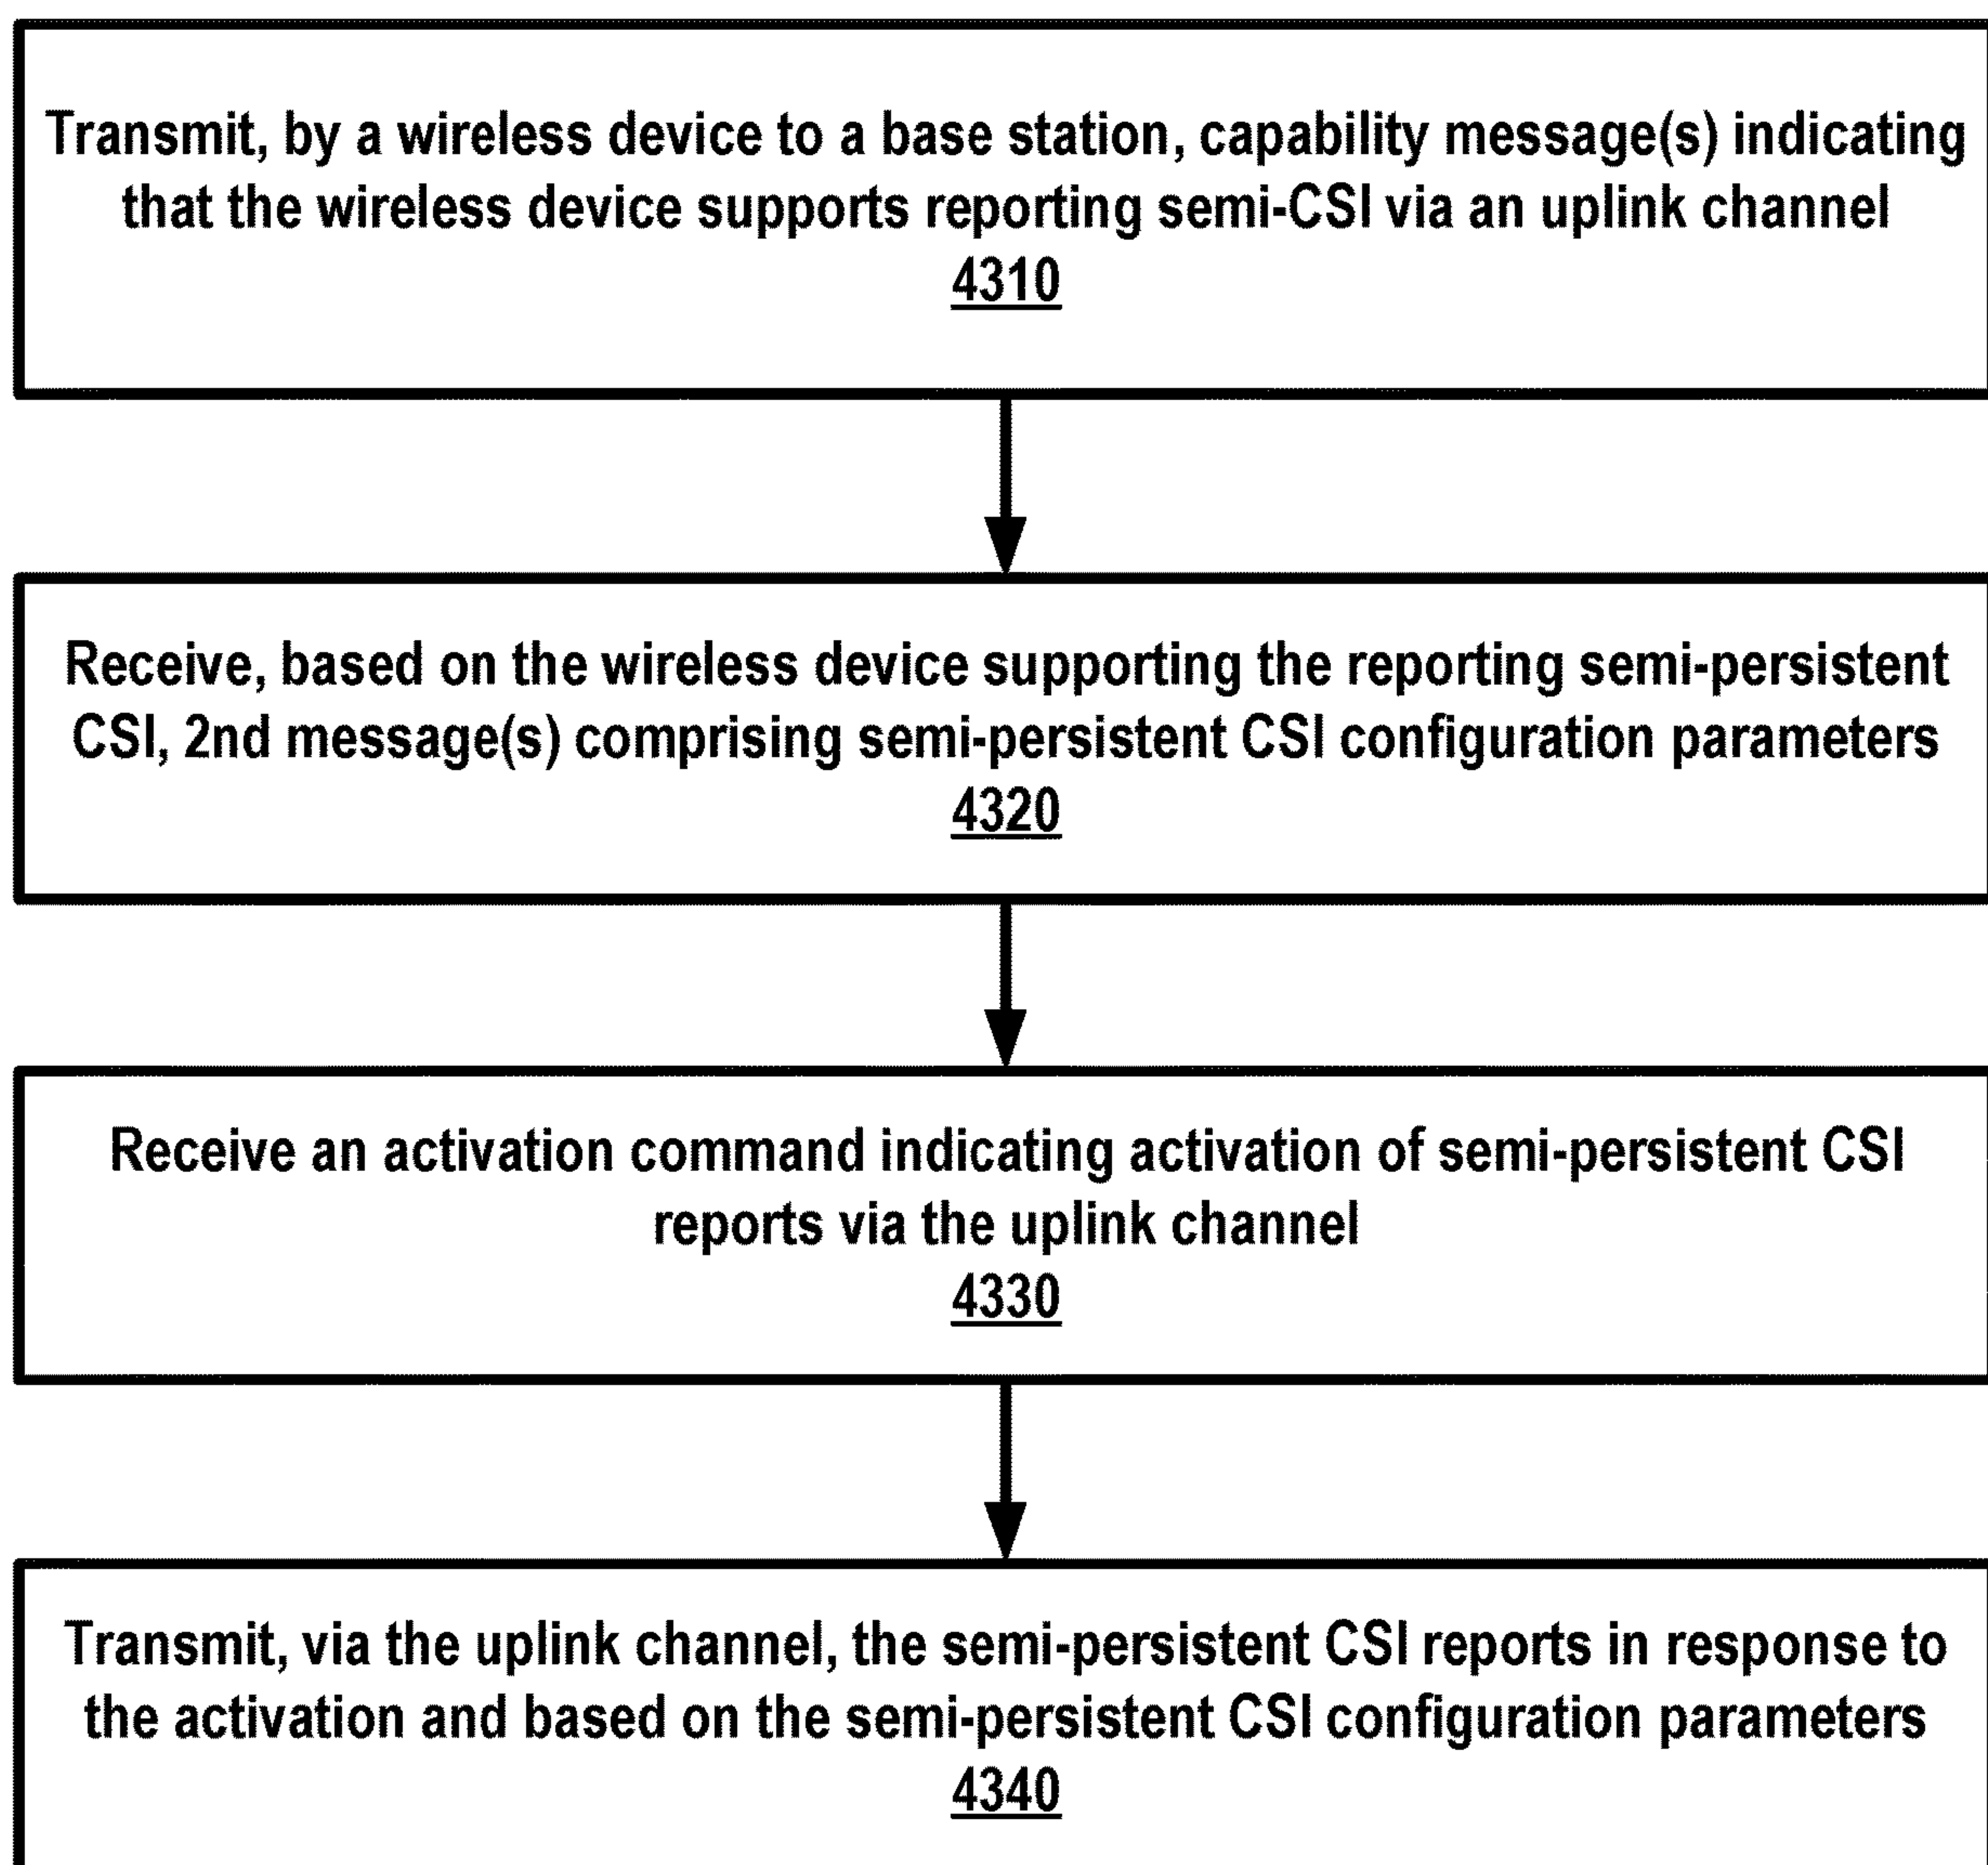 Transmit, by a wireless device to a base station, capability message(s) indicating
that the wireless device supports reporting semi-CSI via an uplink channel
4310
Receive, based on the wireless device supporting the reporting semi-persistent
CSI, 2nd message(s) comprising semi-persistent CSI configuration parameters
4320
Receive an activation command indicating activation of semi-persistent CSI
reports via the uplink channel
4330
Transmit, via the uplink channel, the semi-persistent CSI reports in response to
the activation and based on the semi-persistent CSI configuration parameters
4340